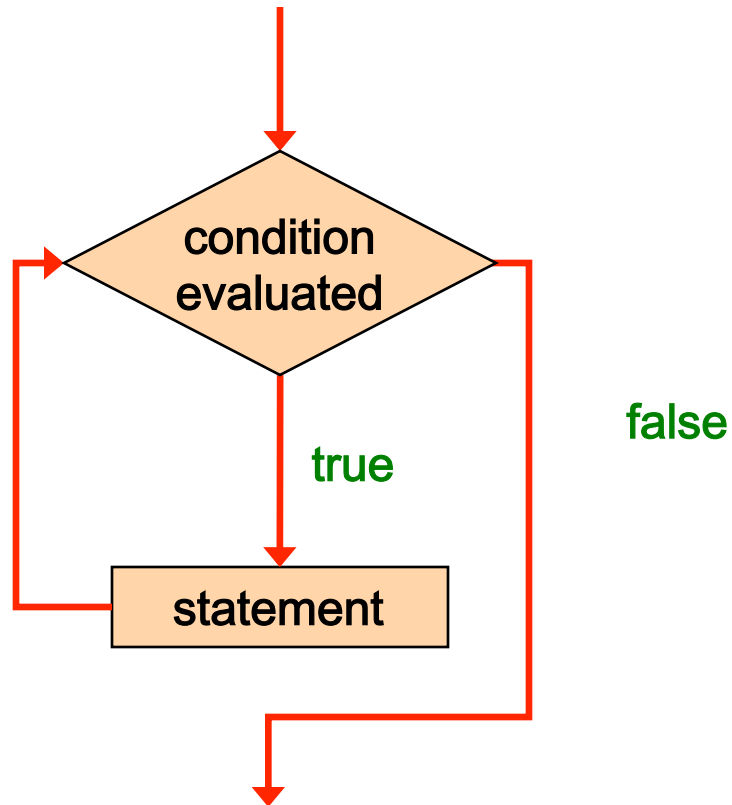 condition
evaluated
false
true
statement